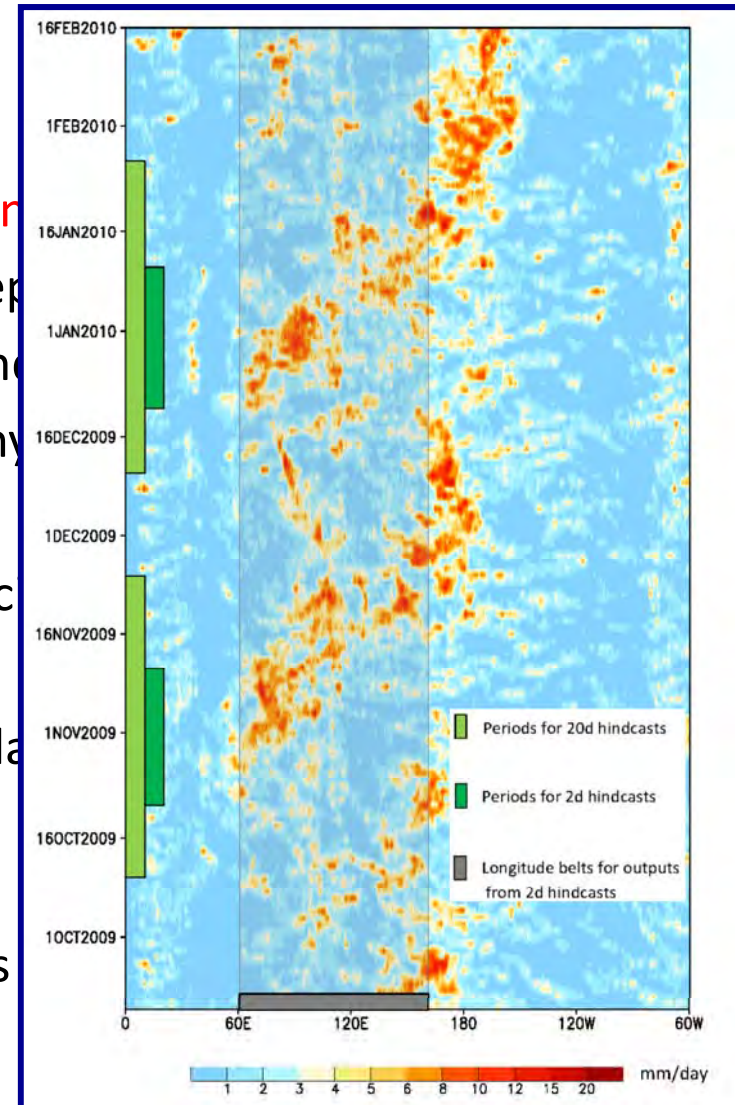 16FEB2010
1FEB2010
16JAN2010
1JAN2010
16DEC2009
1DEC2009
16NOV2009
1NOV2009
16OCT2009
1OCT2009
0 60E 120E 180 120W 60W
Periods for 20d hindcasts
Periods for 2d hindcasts
Longitude belts for outputs
from 2d hindcasts
1 2 3 4 5 6 8 10 12 15 20 mm/day